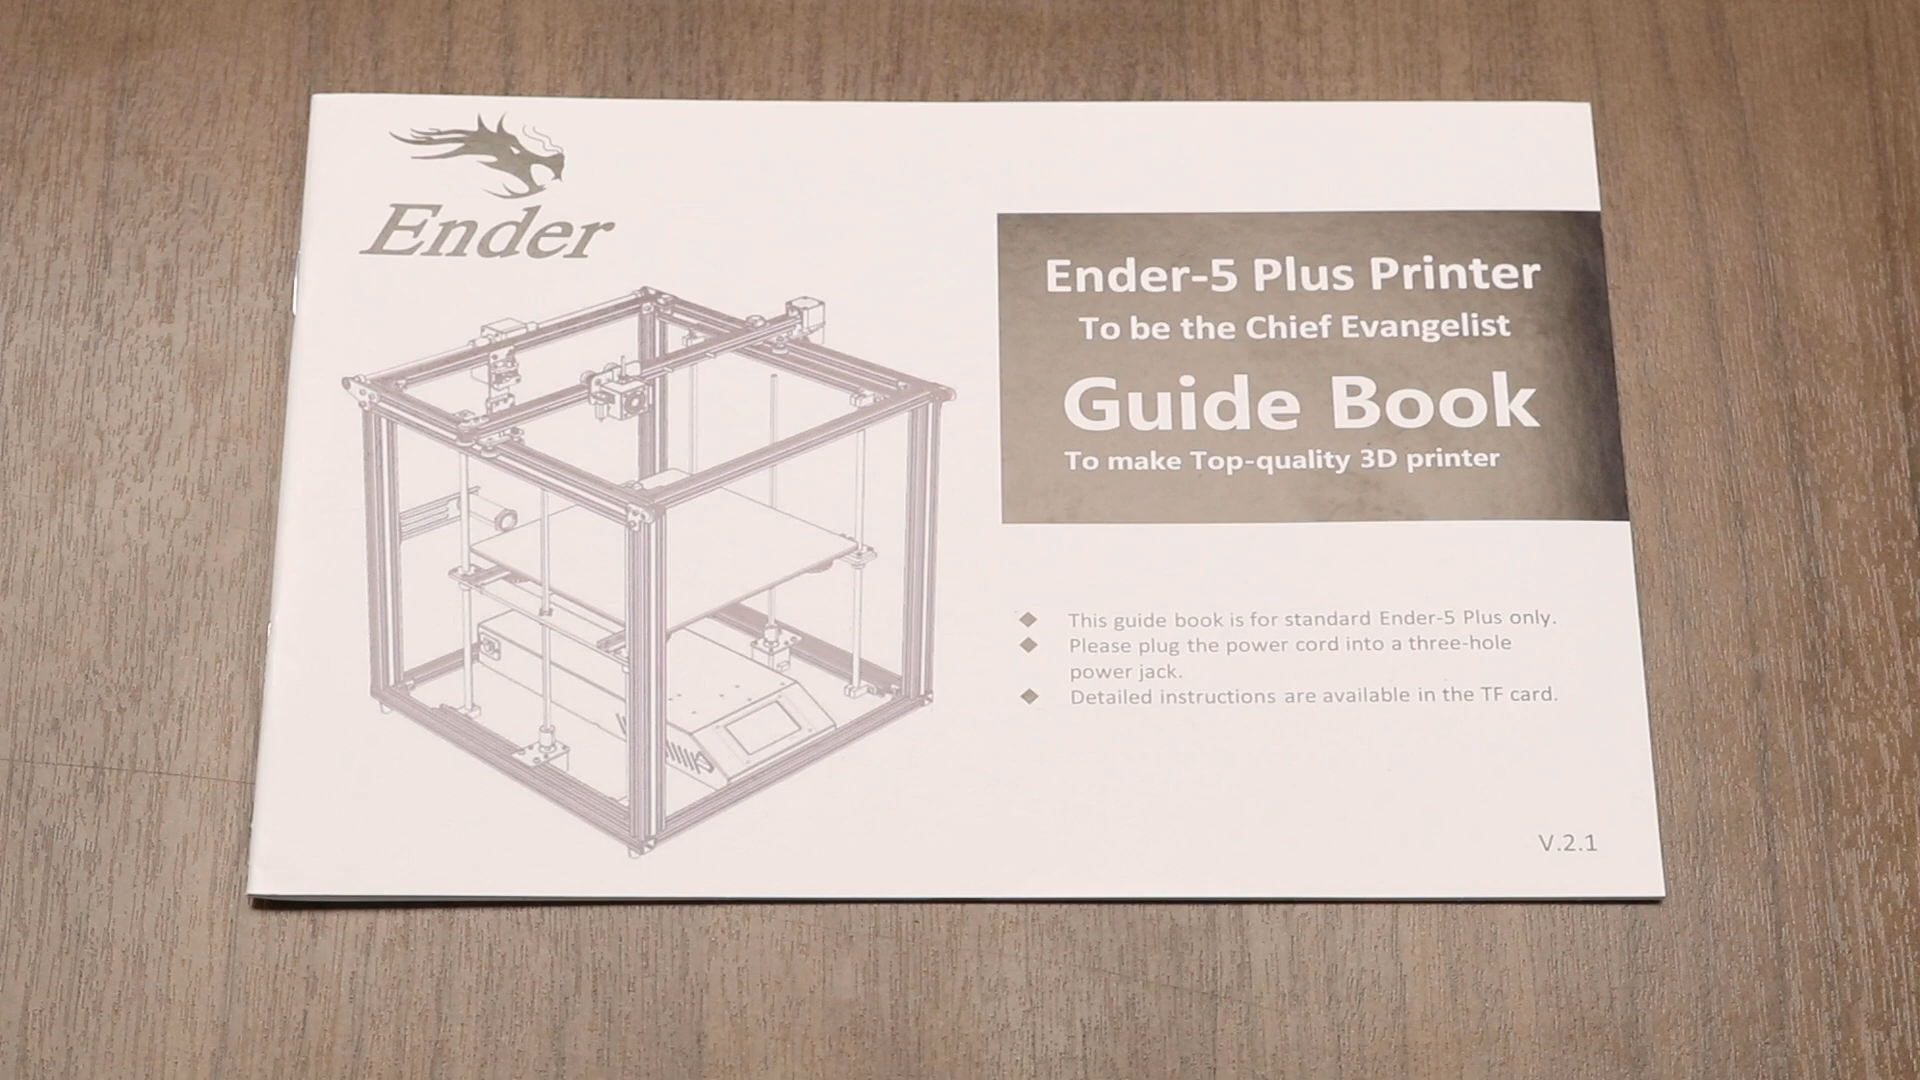 Ender
Ender-5 Plus Printer
To be the Chief Evangelist
Guide Book
To make Top-quality 3D printer
This guide book is for standard Ender-5 Plus only.
Please plug the power cord into a three-hole
power jack.
Detailed instructions are available in the TF card.
V.2.1